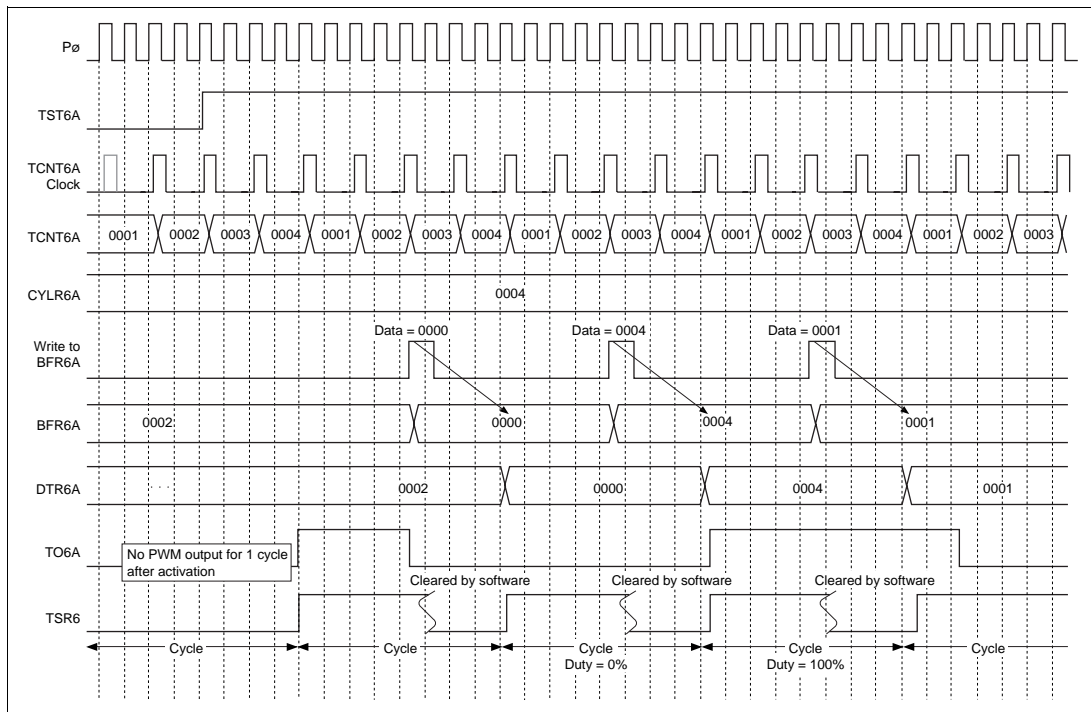 Pø
TST6A
TCNT6A
Clock
TCNT6A
0001 0002 0003 0004 0001 0002 0003 0004 0001 0002 0003 0004 0001 0002 0003 0004 0001 0002 0003
CYLR6A
0004
Data = 0000 Data = 0004 Data = 0001
Write to
BFR6A
BFR6A
0002 0000 0004 0001
DTR6A
. . . 0002 0000 0004 0001
TO6A
No PWM output for 1 cycle
after activation
Cleared by software Cleared by software Cleared by software
TSR6
Cycle Cycle Cycle Cycle Cycle
Duty = 0% Duty = 100%